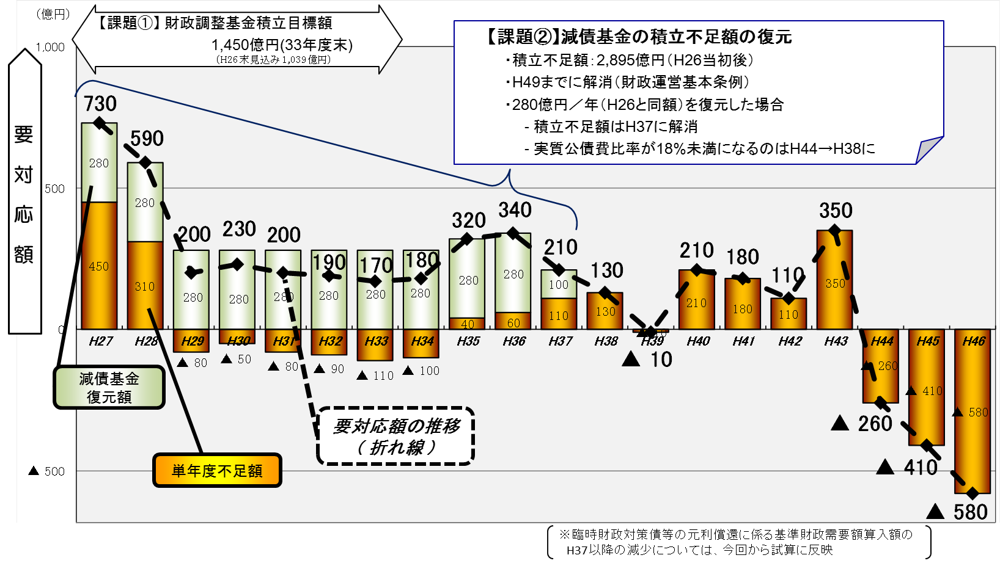 （億円）
【課題①】財政調整基金積立目標額
1,450億円(33年度末)
（H26末見込み1,039億円）
【課題②】減債基金の積立不足額の復元
・積立不足額：2,895億円（H26当初後）
・H49までに解消（財政運営基本条例）
・280億円／年（H26と同額）を復元した場合
- 積立不足額はH37に解消
- 実質公債費比率が18%未満になるのはH44→H38に
要対応額
1,000
500
0
▲ 500
730
590
200
230
200
190
170
180
320
340
210
130
▲ 10
210
180
110
350
▲ 260
▲ 410
▲ 580
280
280
280
280
280
280
280
280
280
280
100
450
310
▲ 80
▲ 50
▲ 80
▲ 90
▲ 110
▲ 100
40
60
110
130
▲ 10
210
180
110
350
▲ 260
▲ 410
▲ 580
H27
H28
H29
H30
H31
H32
H33
H34
H35
H36
H37
H38
H39
H40
H41
H42
H43
H44
H45
H46
減債基金
復元額
単年度不足額
要対応額の推移
（折れ線）
※臨時財政対策債等の元利償還に係る基準財政需要額算入額の
H37以降の減少については、今回から試算に反映